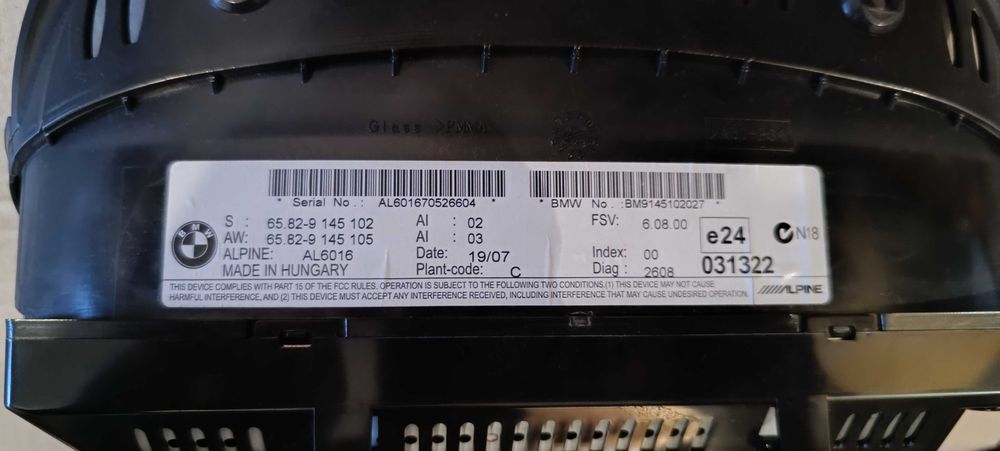 Glass >PMMA<
* Serial No.: AL601670526604 * * BMW No.:BM9145102027 *
BMW
S : 65.82-9 145 102 AI : 02 FSV: 6.08.00
AW: 65.82-9 145 105 AI : 03 e24 N18
ALPINE: AL6016 Date: 19/07 Index: 00
MADE IN HUNGARY Plant-code: C Diag : 2608 031322
THIS DEVICE COMPLIES WITH PART 15 OF THE FCC RULES. OPERATION IS SUBJECT TO THE FOLLOWING TWO CONDITIONS.(1) THIS DEVICE MAY NOT CAUSE
HARMFUL INTERFERENCE, AND (2) THIS DEVICE MUST ACCEPT ANY INTERFERENCE RECEIVED, INCLUDING INTERFERENCE THAT MAY CAUSE UNDESIRED OPERATION.
ALPINE